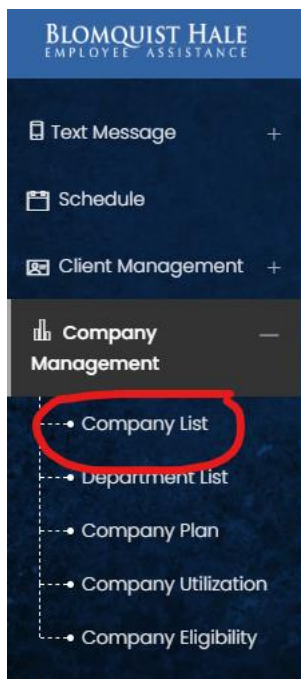 BLOMQUIST HALE
EMPLOYEE ASSISTANCE
Text Message +
Schedule
Client Management +
Company
Management
Company List
Department List
Company Plan
Company Utilization
Company Eligibility